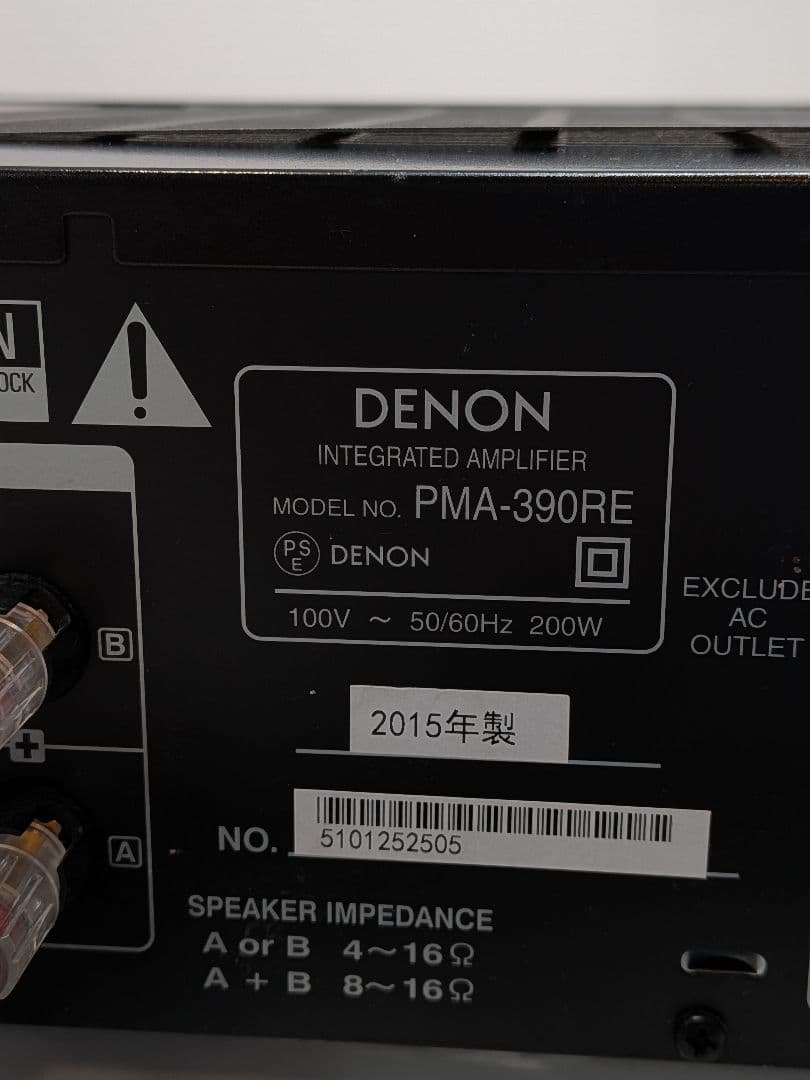 N
OCK
DENON
INTEGRATED AMPLIFIER
MODEL NO. PMA-390RE
PSE DENON
100V ～ 50/60Hz 200W
EXCLUDE
AC
OUTLET
B
2015年製
+
A
NO. 5101252505
SPEAKER IMPEDANCE
A or B 4～16Ω
A + B 8～16Ω